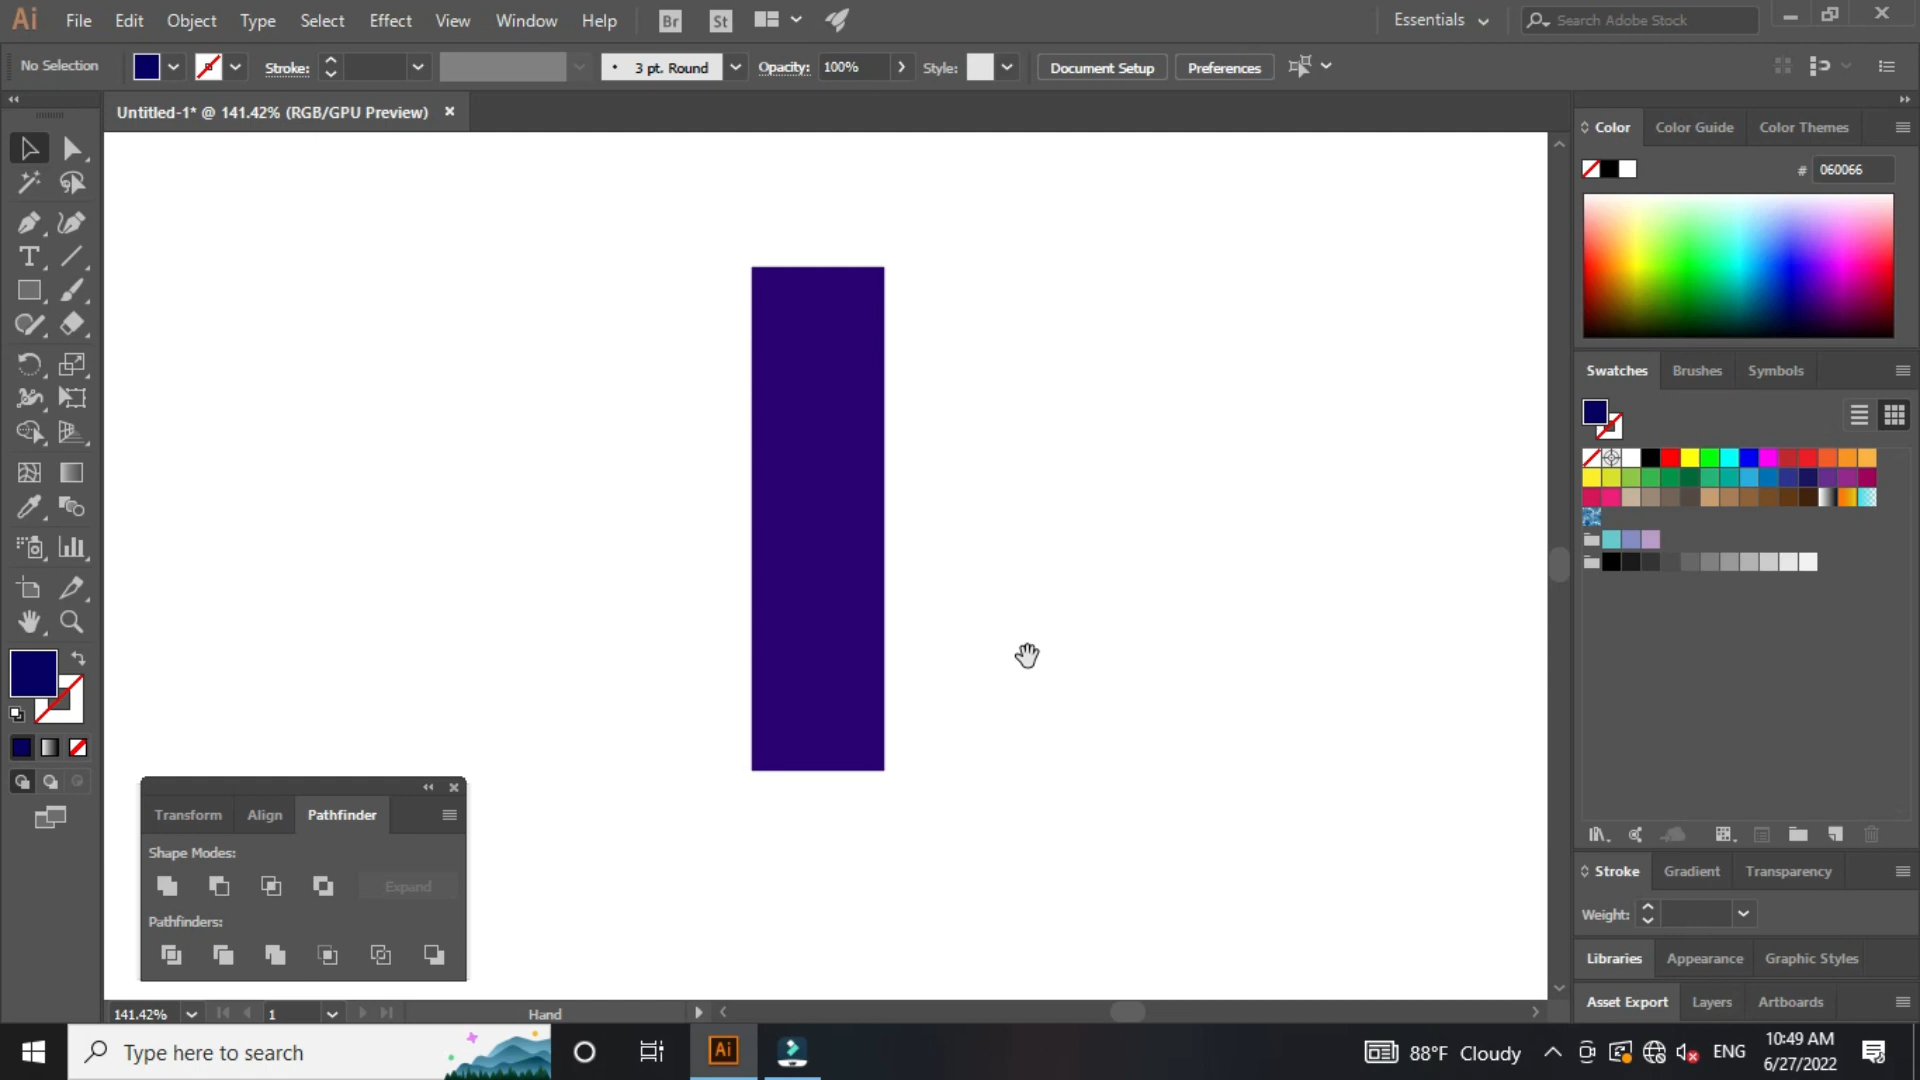 Ai File Edit Object Type Select Effect View Window Help Br St Essentials Search Adobe Stock
No Selection Stroke: 3 pt. Round Opacity: 100% Style: Document Setup Preferences
Untitled-1* @ 141.42% (RGB/GPU Preview)
Color Color Guide Color Themes
# 060066
Swatches Brushes Symbols
Transform Align Pathfinder
Shape Modes:
Expand
Pathfinders:
Stroke Gradient Transparency
Weight:
Libraries Appearance Graphic Styles
Asset Export Layers Artboards
141.42% 1 Hand
Type here to search Ai 88°F Cloudy ENG 10:49 AM
6/27/2022